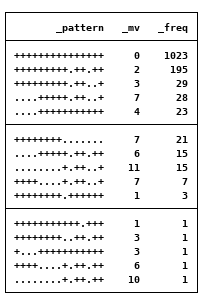 _pattern _mv _freq
+++++++++++++++ 0 1023
+++++++++.++.++ 2 195
+++++++++.++..+ 3 29
....+++++.++..+ 7 28
....+++++++++++ 4 23
++++++++....... 7 21
....+++++.++.++ 6 15
........+.++..+ 11 15
++++....+.++..+ 7 7
++++++++.++++++ 1 3
+++++++++++.+++ 1 1
++++++++..++.++ 3 1
+...+++++++++++ 3 1
++++....+.++.++ 6 1
........+.++.++ 10 1